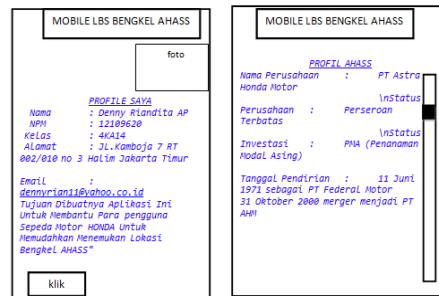 MOBILE LBS BENGKEL AHASS
foto
PROFILE SAYA
Nama : Denny Riandita AP
NPM : 12109620
Kelas : 4KA14
Alamat : JL.Kamboja 7 RT
002/010 no 3 Halim Jakarta Timur
Email :
dennyrian11@yahoo.co.id
Tujuan Dibuatnya Aplikasi Ini
Untuk Membantu Para pengguna
Sepeda Motor HONDA Untuk
Memudahkan Menemukan Lokasi
Bengkel AHASS"
klik
MOBILE LBS BENGKEL AHASS
PROFIL AHASS
Nama Perusahaan : PT Astra
Honda Motor
\nStatus
Perusahaan : Perseroan
Terbatas
\nStatus
Investasi : PMA (Penanaman
Modal Asing)
Tanggal Pendirian : 11 Juni
1971 sebagai PT Federal Motor
31 Oktober 2000 merger menjadi PT
AHM